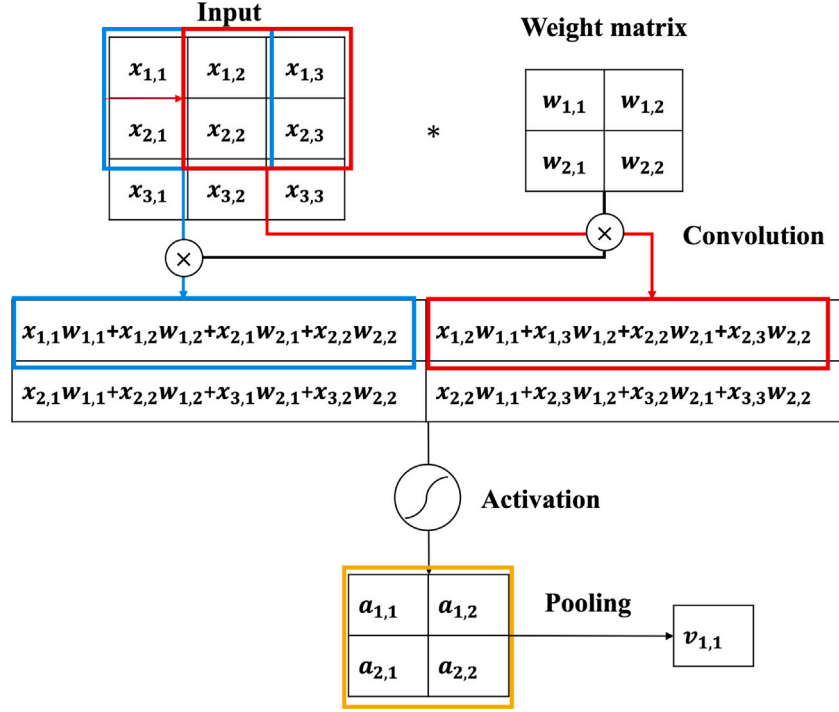 Input
Weight matrix
x1,1 x1,2 x1,3
x2,1 x2,2 x2,3
x3,1 x3,2 x3,3
*
w1,1 w1,2
w2,1 w2,2
×
×
Convolution
x1,1w1,1+x1,2w1,2+x2,1w2,1+x2,2w2,2 x1,2w1,1+x1,3w1,2+x2,2w2,1+x2,3w2,2
x2,1w1,1+x2,2w1,2+x3,1w2,1+x3,2w2,2 x2,2w1,1+x2,3w1,2+x3,2w2,1+x3,3w2,2
Activation
a1,1 a1,2
a2,1 a2,2
Pooling
v1,1